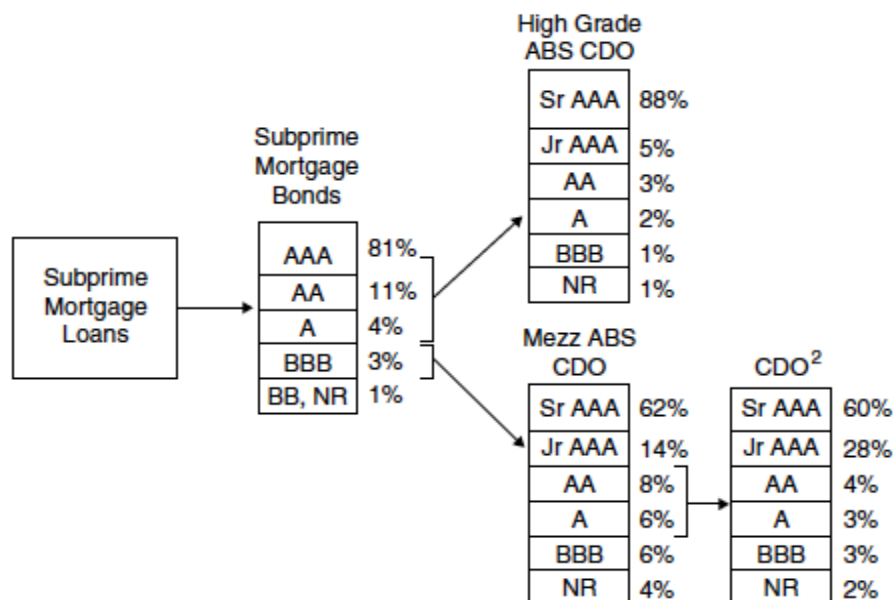 High Grade
ABS CDO
Sr AAA 88%
Jr AAA 5%
AA 3%
A 2%
BBB 1%
NR 1%
Subprime
Mortgage
Bonds
AAA 81%
AA 11%
A 4%
BBB 3%
BB, NR 1%
Subprime
Mortgage
Loans
Mezz ABS
CDO
Sr AAA 62%
Jr AAA 14%
AA 8%
A 6%
BBB 6%
NR 4%
CDO²
Sr AAA 60%
Jr AAA 28%
AA 4%
A 3%
BBB 3%
NR 2%